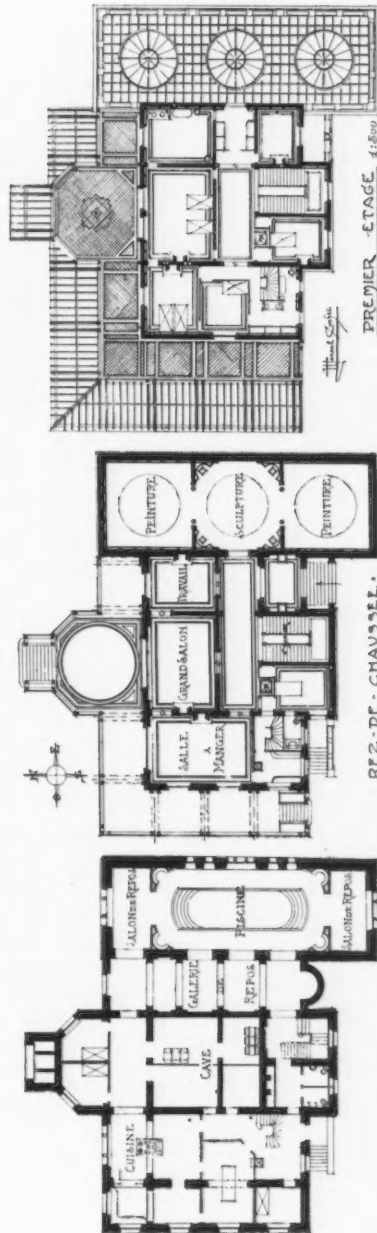 PREMIER - ETAGE 1:500
PEINTURE
SCULPTURE
PEINTURE
TRAVAIL
GRAND SALON
SALLE
A
MANGER
N
E
S
O
REZ - DE - CHAUSSEE.
SALON DE REPOS
PISCINE
SALON DE REPOS
GALERIE
DE
REPOS
CAVE
CUISINE